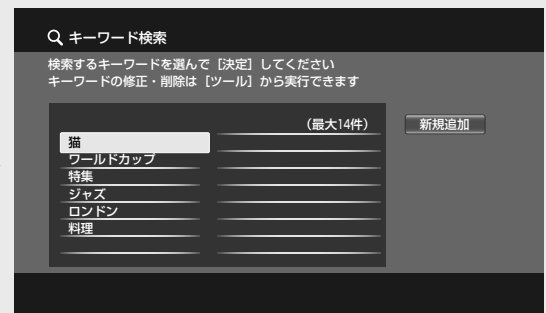 キーワード検索
検索するキーワードを選んで［決定］してください
キーワードの修正・削除は［ツール］から実行できます
（最大14件）
新規追加
猫
ワールドカップ
特集
ジャズ
ロンドン
料理